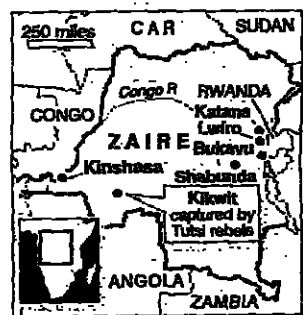 CAR
SUDAN
250 miles
Congo R
RWANDA
CONGO
Katana
Lwiro
ZAIRE
Bukavu
Kinshasa
Shabunda
Kikwit
captured by
Tutsi rebels
ANGOLA
ZAMBIA